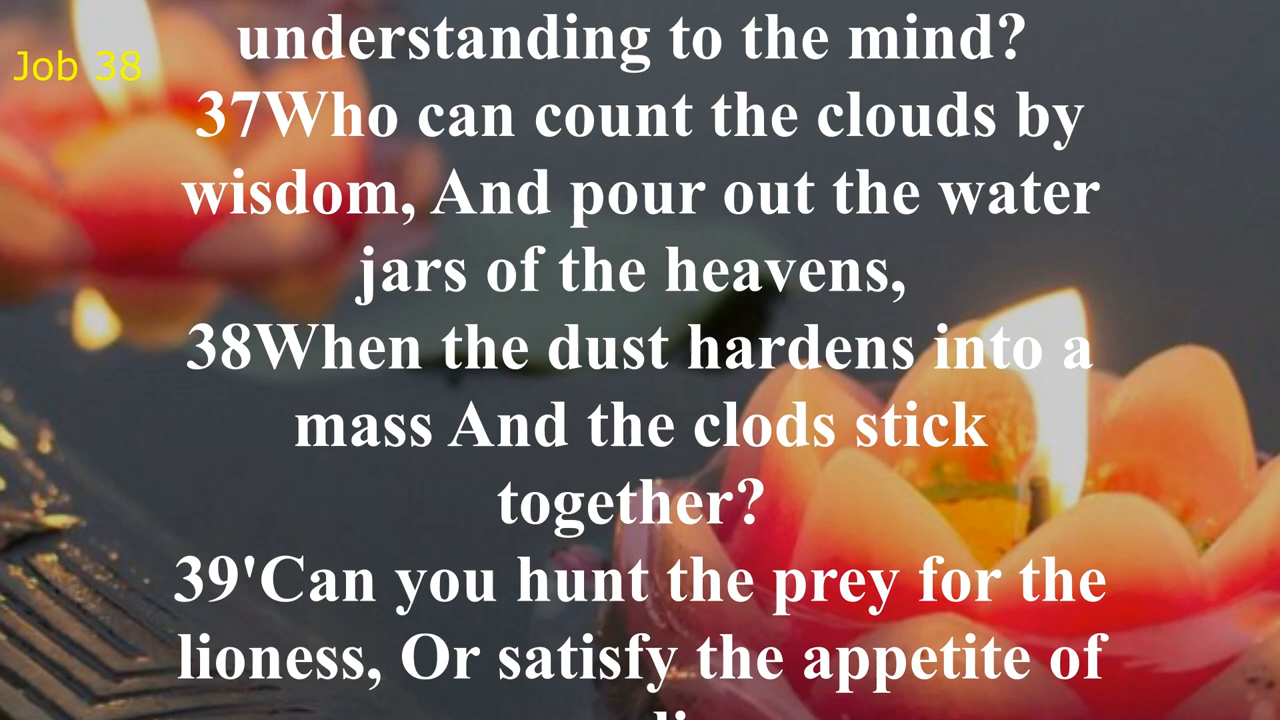 Job 38
understanding to the mind?
37Who can count the clouds by
wisdom, And pour out the water
jars of the heavens,
38When the dust hardens into a
mass And the clods stick
together?
39'Can you hunt the prey for the
lioness, Or satisfy the appetite of